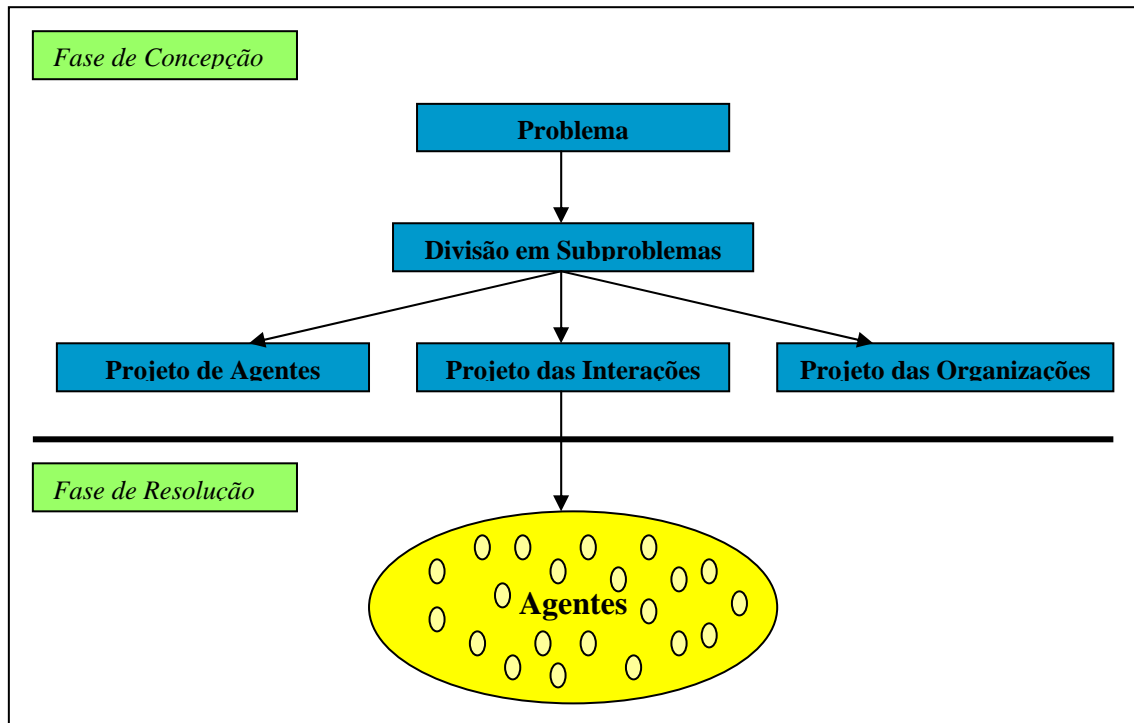 Fase de Concepção
Problema
Divisão em Subproblemas
Projeto de Agentes
Projeto das Interações
Projeto das Organizações
Fase de Resolução
Agentes